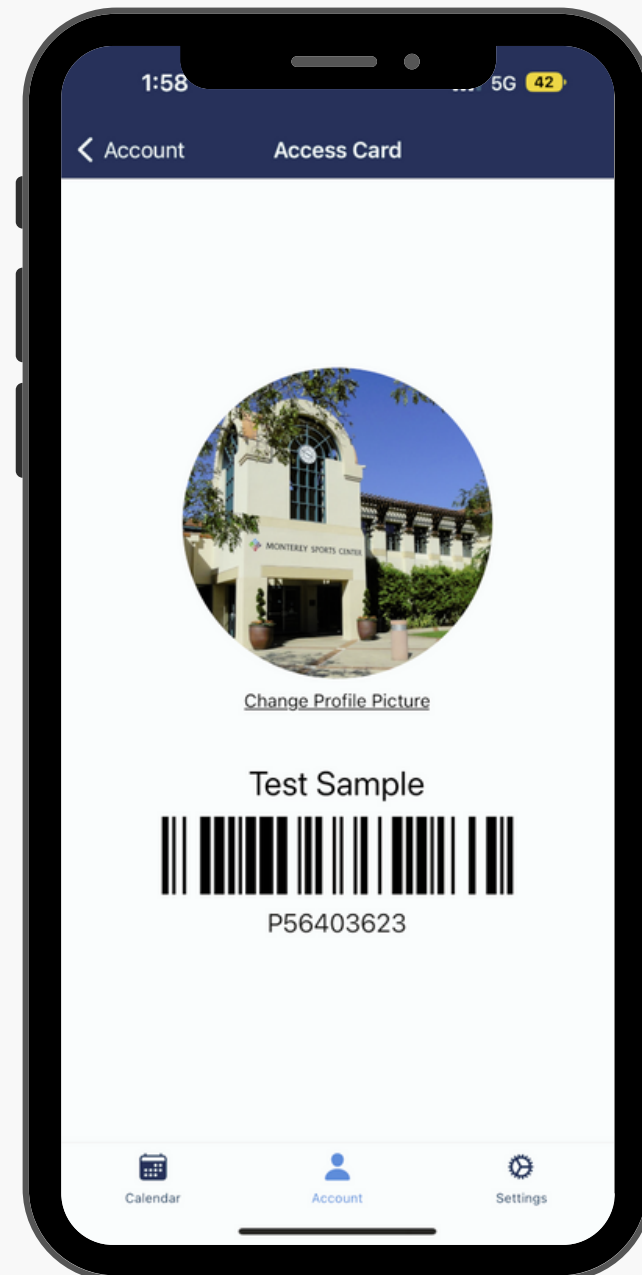 1:58 5G 42
Account Access Card
MONTEREY SPORTS CENTER
Change Profile Picture
Test Sample
P56403623
Calendar Account Settings